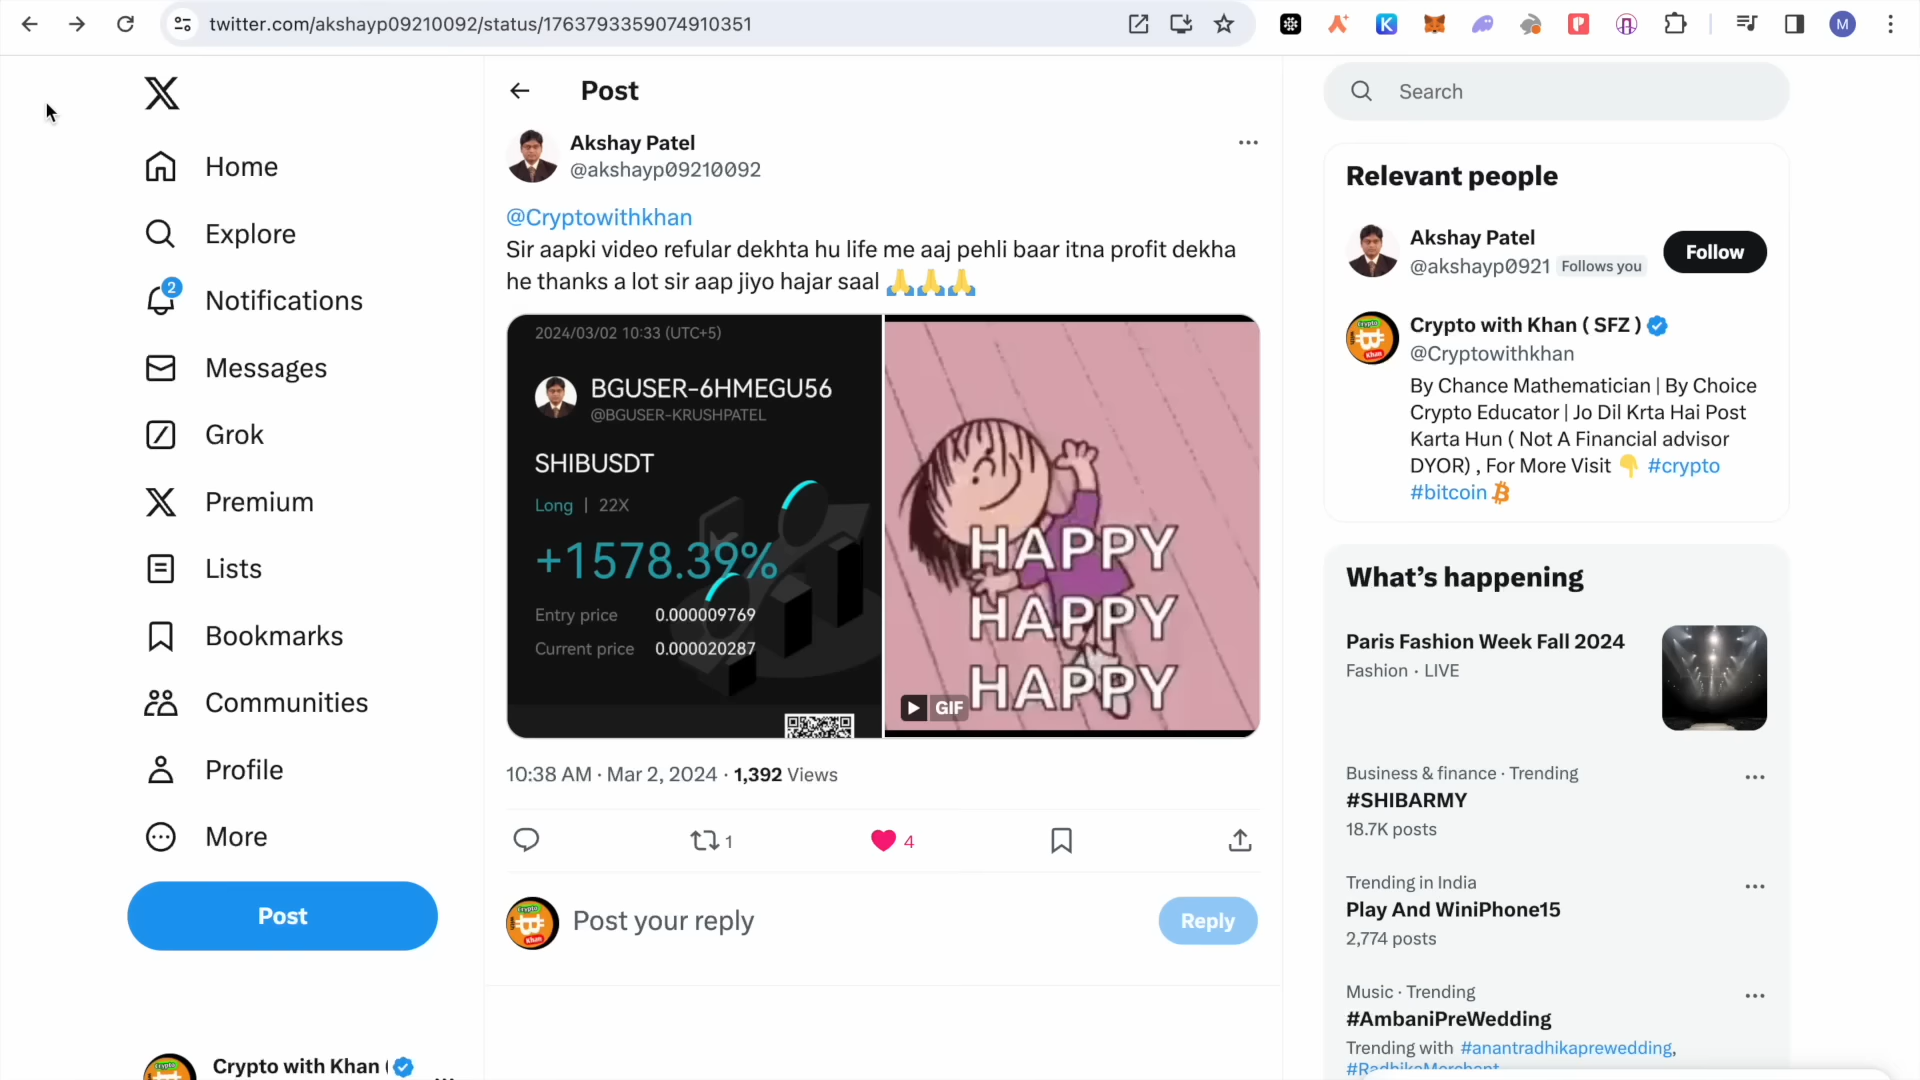 twitter.com/akshayp09210092/status/1763793359074910351
M
Home
Explore
2
Notifications
Messages
Grok
Premium
Lists
Bookmarks
Communities
Profile
More
Post
Crypto with Khan (
Post
Akshay Patel
@akshayp09210092
@Cryptowithkhan
Sir aapki video refular dekhta hu life me aaj pehli baar itna profit dekha
he thanks a lot sir aap jiyo hajar saal 🙏🙏🙏
2024/03/02 10:33 (UTC+5)
BGUSER-6HMEGU56
@BGUSER-KRUSHPATEL
SHIBUSDT
Long | 22X
+1578.39%
Entry price 0.000009769
Current price 0.000020287
HAPPY
HAPPY
HAPPY
GIF
10:38 AM · Mar 2, 2024 · 1,392 Views
1
4
Post your reply
Reply
Search
Relevant people
Akshay Patel
@akshayp0921 Follows you
Follow
Crypto with Khan ( SFZ )
@Cryptowithkhan
By Chance Mathematician | By Choice
Crypto Educator | Jo Dil Krta Hai Post
Karta Hun ( Not A Financial advisor
DYOR) , For More Visit 👇 #crypto
#bitcoin
What's happening
Paris Fashion Week Fall 2024
Fashion · LIVE
Business & finance · Trending
#SHIBARMY
18.7K posts
Trending in India
Play And WiniPhone15
2,774 posts
Music · Trending
#AmbaniPreWedding
Trending with #anantradhikaprewedding,
#RadhikaMerchant